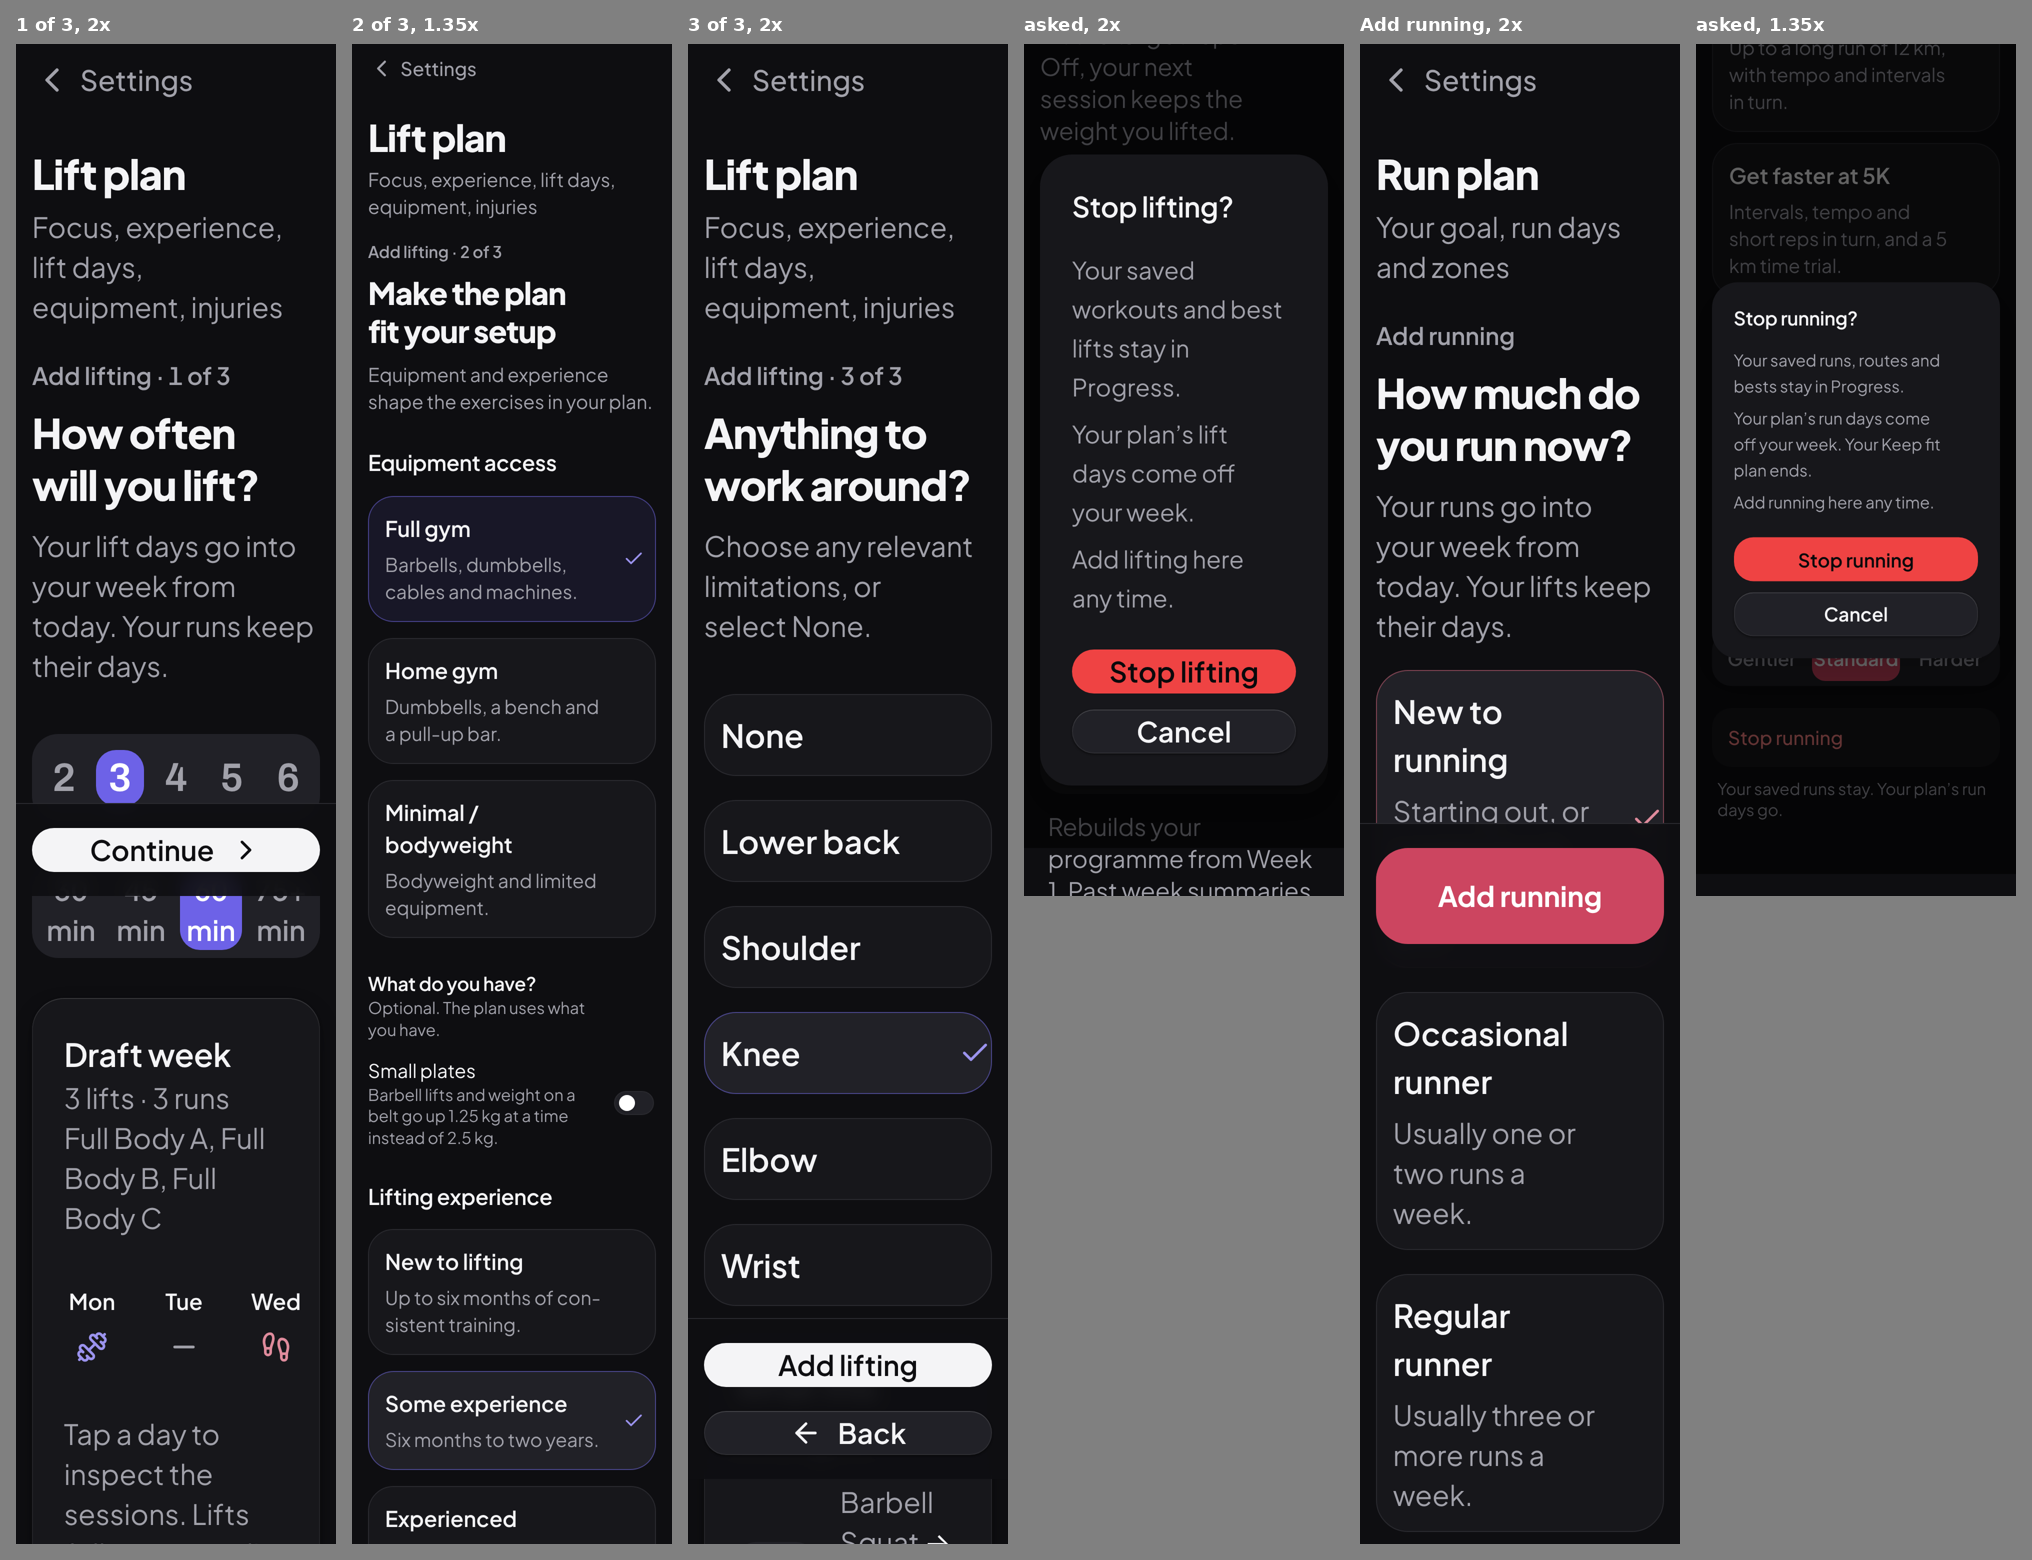 1 of 3, 2x
Settings
Lift plan
Focus, experience,
lift days,
equipment, injuries
Add lifting · 1 of 3
How often
will you lift?
Your lift days go into
your week from
today. Your runs keep
their days.
2 3 4 5 6
Continue
min min min min
Draft week
3 lifts · 3 runs
Full Body A, Full
Body B, Full
Body C
Mon Tue Wed
—
Tap a day to
inspect the
sessions. Lifts
2 of 3, 1.35x
Settings
Lift plan
Focus, experience, lift days,
equipment, injuries
Add lifting · 2 of 3
Make the plan
fit your setup
Equipment and experience
shape the exercises in your plan.
Equipment access
Full gym
Barbells, dumbbells,
cables and machines.
Home gym
Dumbbells, a bench and
a pull-up bar.
Minimal /
bodyweight
Bodyweight and limited
equipment.
What do you have?
Optional. The plan uses what
you have.
Small plates
Barbell lifts and weight on a
belt go up 1.25 kg at a time
instead of 2.5 kg.
Lifting experience
New to lifting
Up to six months of con-
sistent training.
Some experience
Six months to two years.
Experienced
3 of 3, 2x
Settings
Lift plan
Focus, experience,
lift days,
equipment, injuries
Add lifting · 3 of 3
Anything to
work around?
Choose any relevant
limitations, or
select None.
None
Lower back
Shoulder
Knee
Elbow
Wrist
Add lifting
Back
Barbell
Squat
asked, 2x
Off, your next
session keeps the
weight you lifted.
Stop lifting?
Your saved
workouts and best
lifts stay in
Progress.
Your plan’s lift
days come off
your week.
Add lifting here
any time.
Stop lifting
Cancel
Rebuilds your
programme from Week
1. Past week summaries
Add running, 2x
Settings
Run plan
Your goal, run days
and zones
Add running
How much do
you run now?
Your runs go into
your week from
today. Your lifts keep
their days.
New to
running
Starting out, or
Add running
Occasional
runner
Usually one or
two runs a
week.
Regular
runner
Usually three or
more runs a
week.
asked, 1.35x
Up to a long run of 12 km,
with tempo and intervals
in turn.
Get faster at 5K
Intervals, tempo and
short reps in turn, and a 5
km time trial.
Stop running?
Your saved runs, routes and
bests stay in Progress.
Your plan’s run days come
off your week. Your Keep fit
plan ends.
Add running here any time.
Stop running
Cancel
Gentler Standard Harder
Stop running
Your saved runs stay. Your plan’s run
days go.